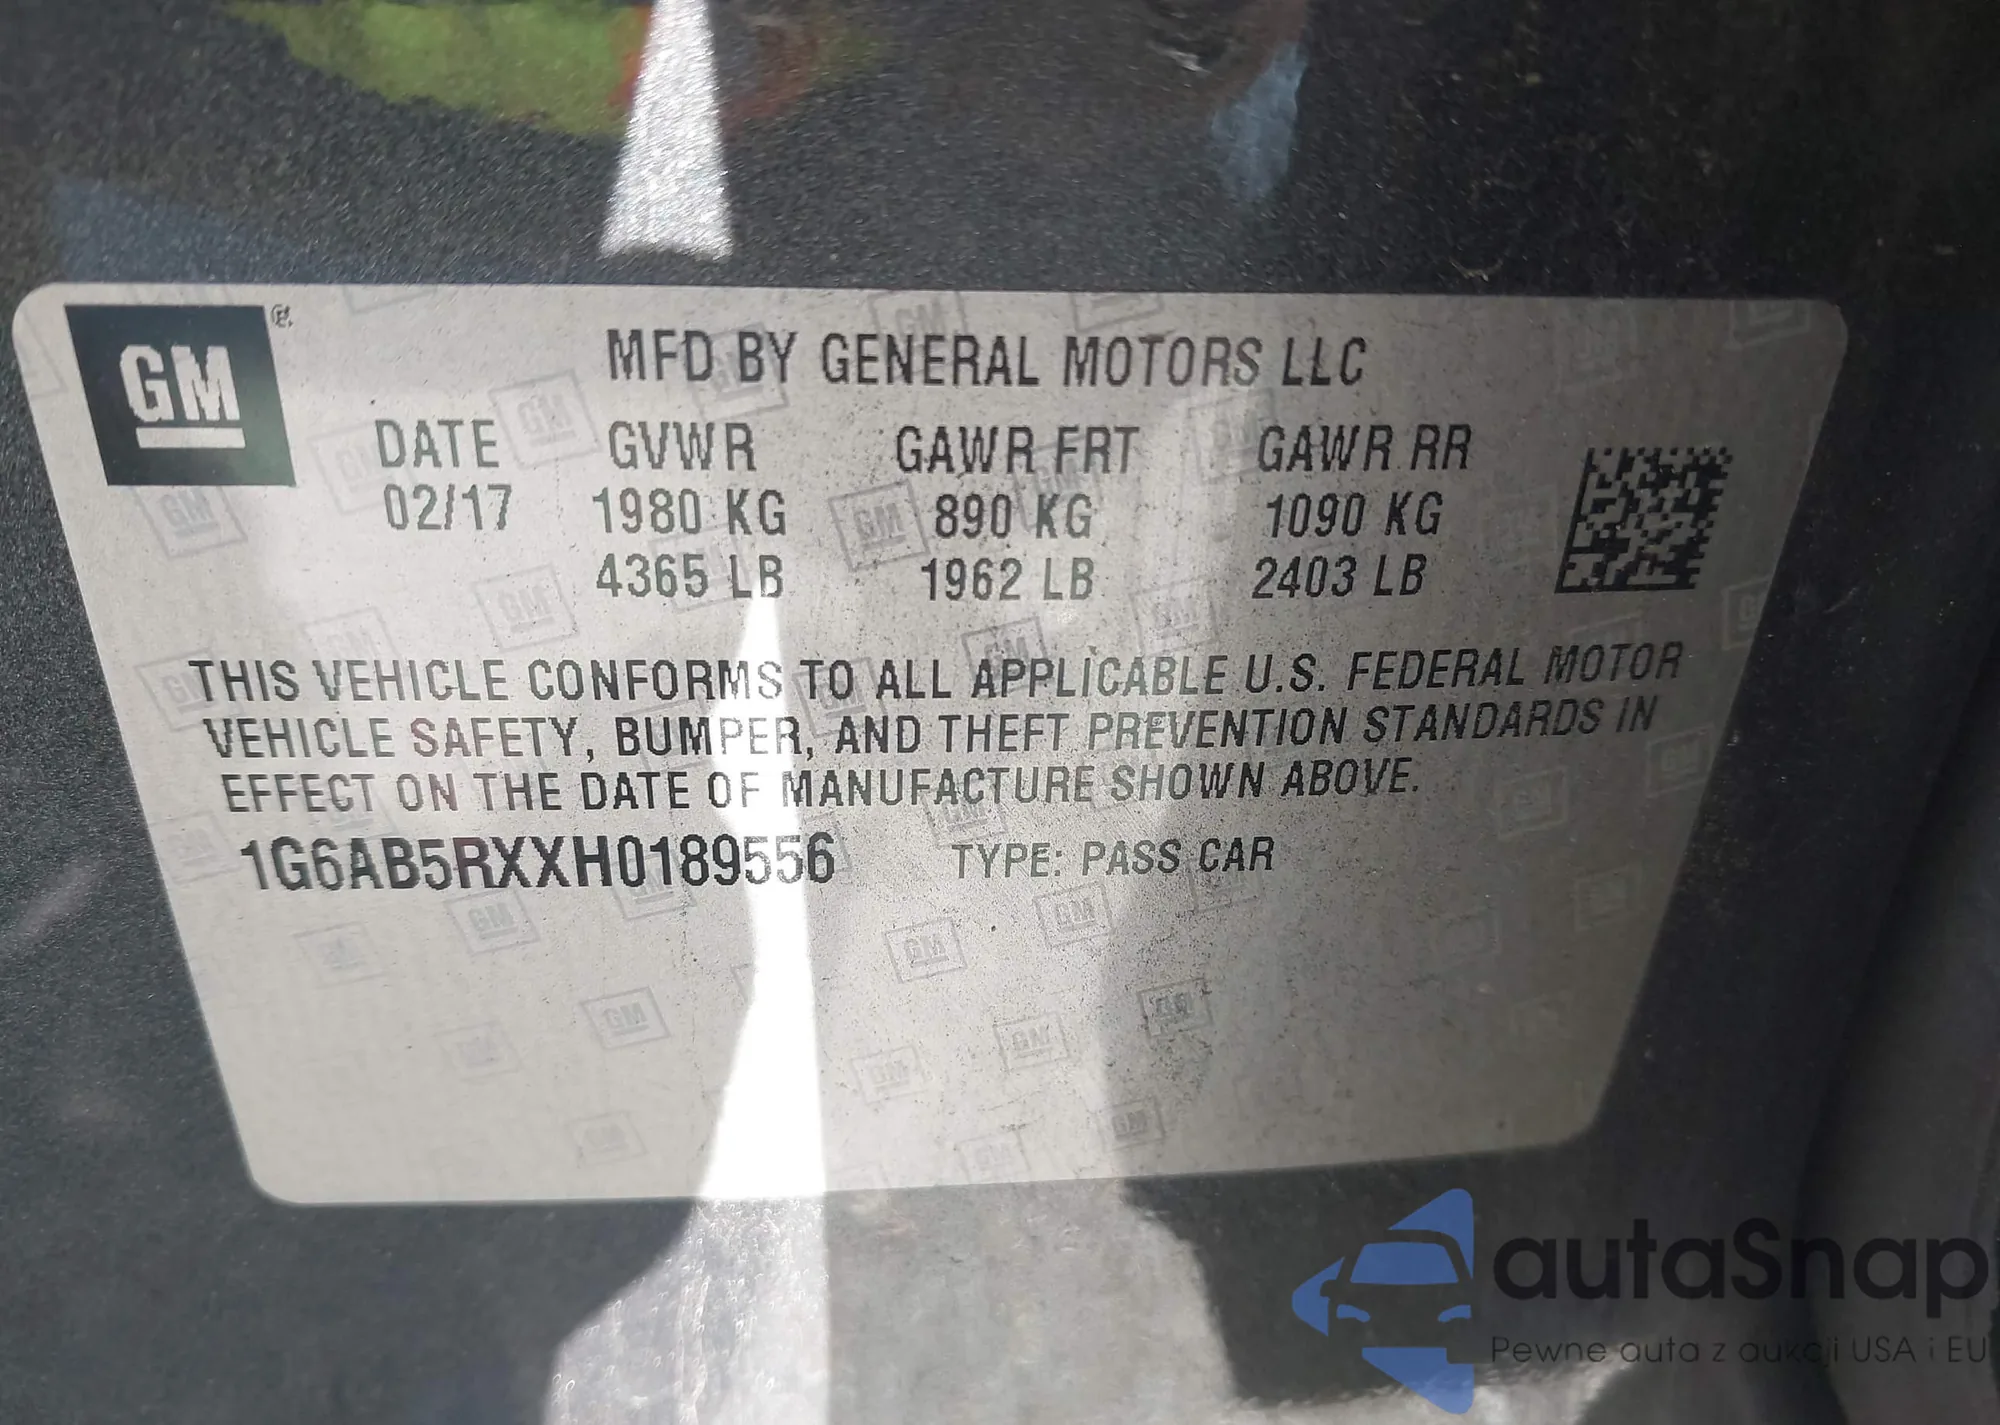 GM
®
MFD BY GENERAL MOTORS LLC
DATE GVWR GAWR FRT GAWR RR
02/17 1980 KG 890 KG 1090 KG
4365 LB 1962 LB 2403 LB
THIS VEHICLE CONFORMS TO ALL APPLICABLE U.S. FEDERAL MOTOR
VEHICLE SAFETY, BUMPER, AND THEFT PREVENTION STANDARDS IN
EFFECT ON THE DATE OF MANUFACTURE SHOWN ABOVE.
1G6AB5RXXH0189556 TYPE: PASS CAR
autaSnap
Pewne auta z aukcji USA i EU